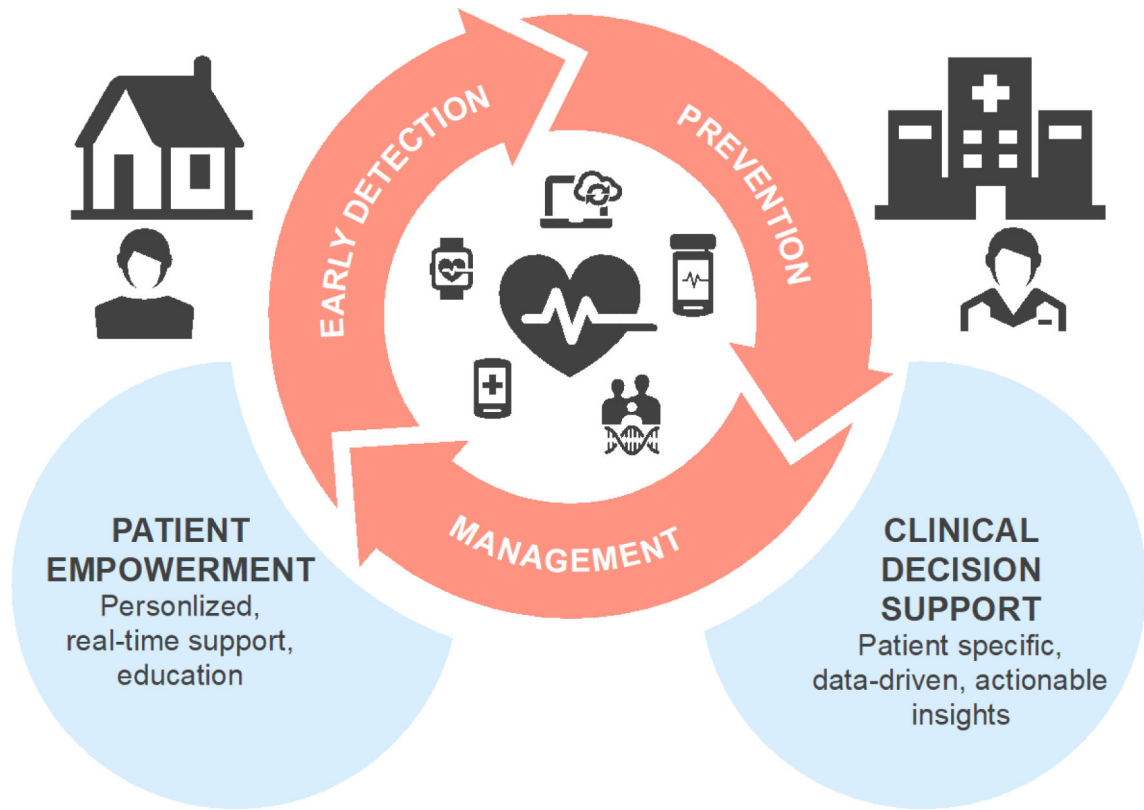 EARLY DETECTION
PREVENTION
MANAGEMENT
PATIENT
EMPOWERMENT
Personlized,
real-time support,
education
CLINICAL
DECISION
SUPPORT
Patient specific,
data-driven, actionable
insights